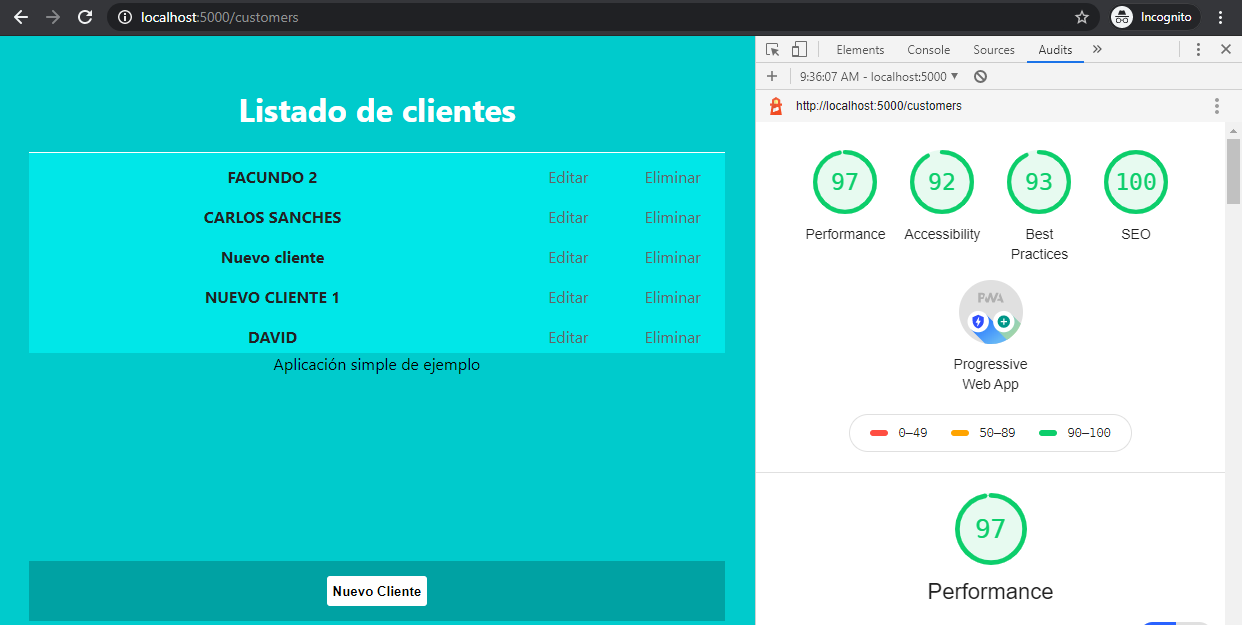 localhost:5000/customers
Incognito
Elements Console Sources Audits »
9:36:07 AM - localhost:5000
http://localhost:5000/customers
Listado de clientes
FACUNDO 2 Editar Eliminar
CARLOS SANCHES Editar Eliminar
Nuevo cliente Editar Eliminar
NUEVO CLIENTE 1 Editar Eliminar
DAVID Editar Eliminar
Aplicación simple de ejemplo
Nuevo Cliente
97 92 93 100
Performance Accessibility Best SEO
Practices
PWA
Progressive
Web App
0–49 50–89 90–100
97
Performance